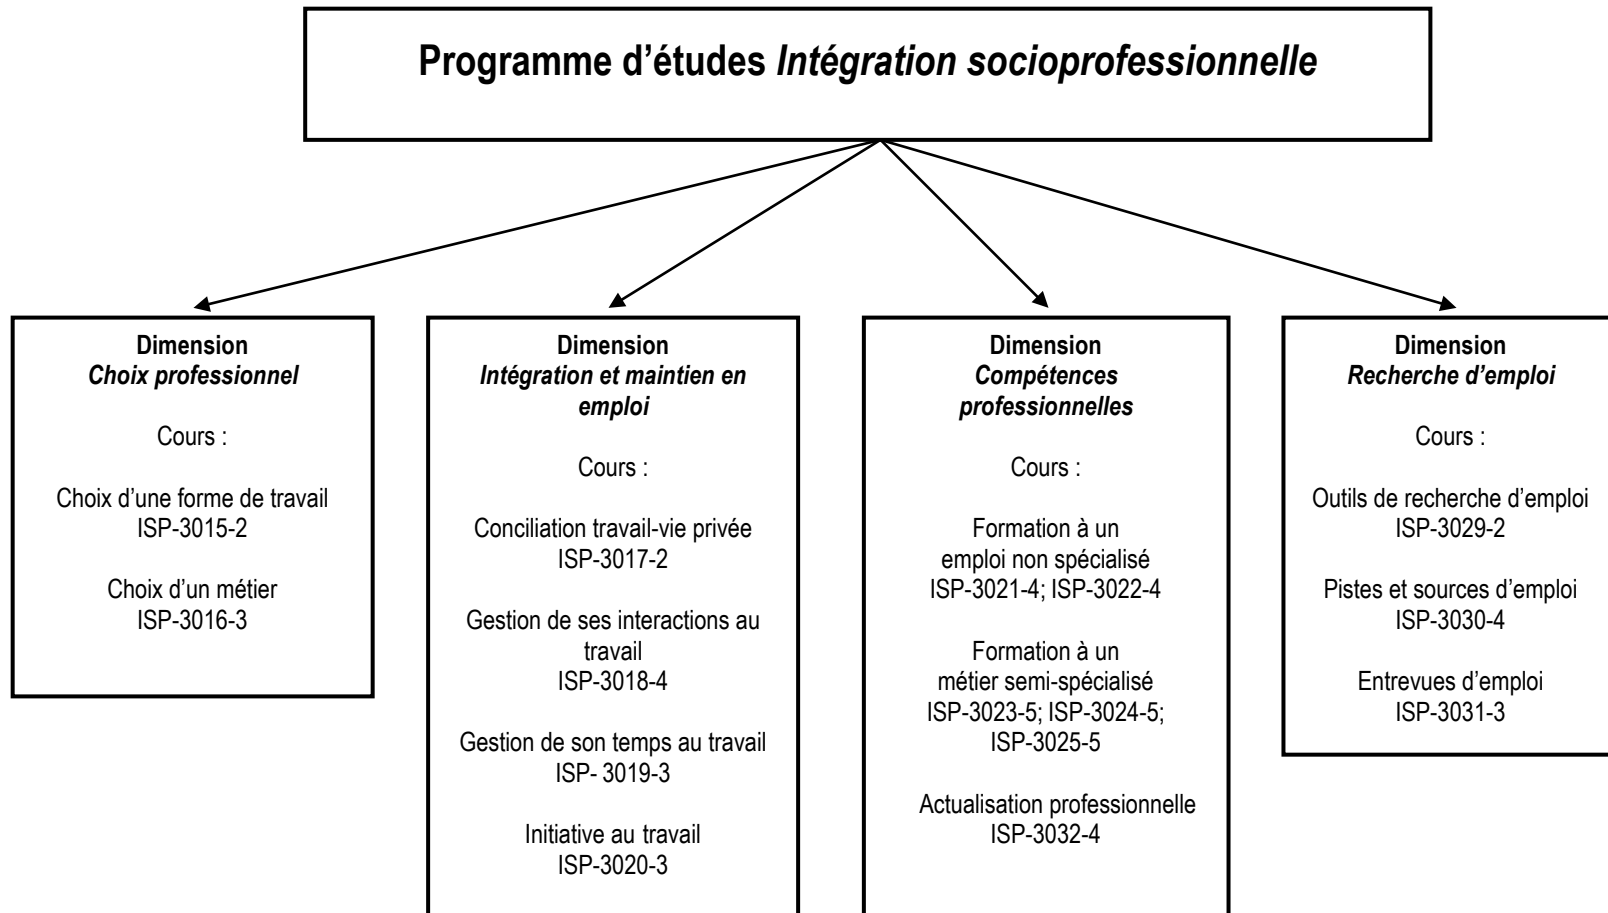 Programme d’études Intégration socioprofessionnelle
Dimension
Choix professionnel
Cours :
Choix d’une forme de travail
ISP-3015-2
Choix d’un métier
ISP-3016-3
Dimension
Intégration et maintien en
emploi
Cours :
Conciliation travail-vie privée
ISP-3017-2
Gestion de ses interactions au
travail
ISP-3018-4
Gestion de son temps au travail
ISP- 3019-3
Initiative au travail
ISP-3020-3
Dimension
Compétences
professionnelles
Cours :
Formation à un
emploi non spécialisé
ISP-3021-4; ISP-3022-4
Formation à un
métier semi-spécialisé
ISP-3023-5; ISP-3024-5;
ISP-3025-5
Actualisation professionnelle
ISP-3032-4
Dimension
Recherche d’emploi
Cours :
Outils de recherche d’emploi
ISP-3029-2
Pistes et sources d’emploi
ISP-3030-4
Entrevues d’emploi
ISP-3031-3